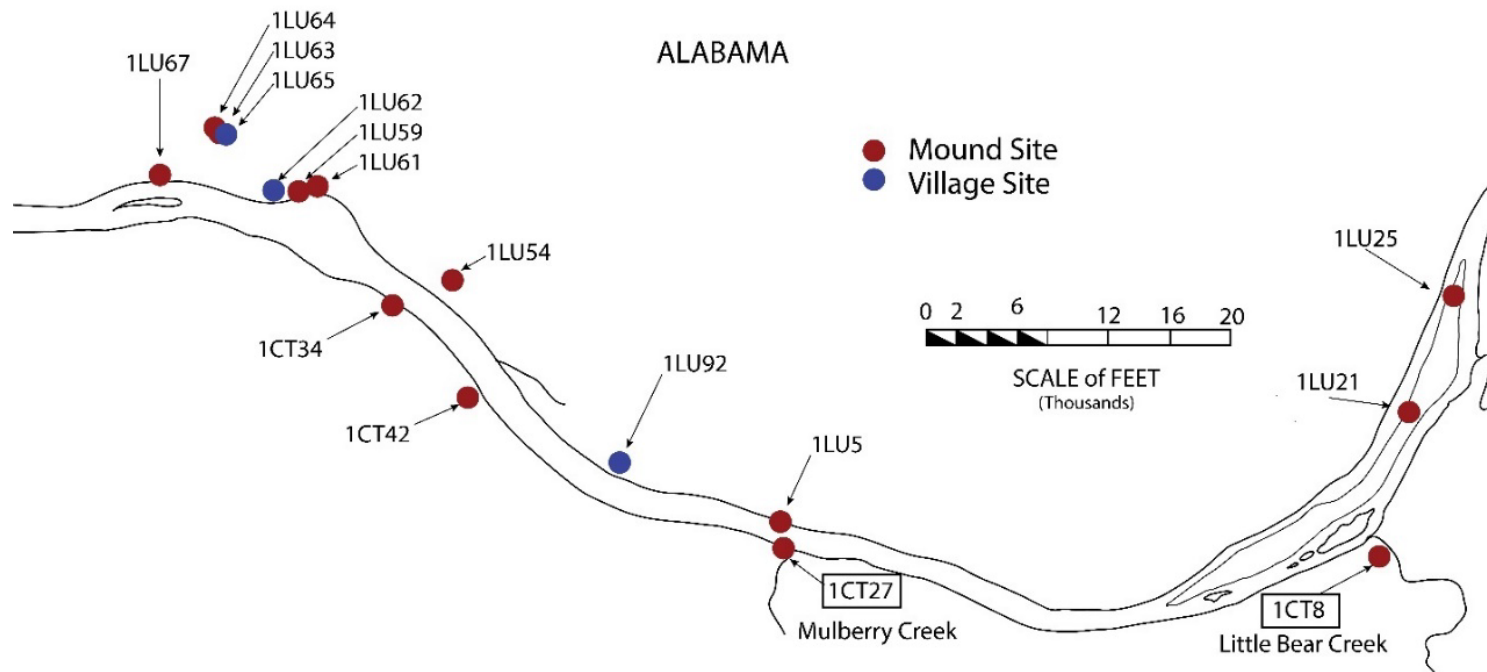 1LU64
1LU63
1LU65
1LU67
1LU62
1LU59
1LU61
ALABAMA
Mound Site
Village Site
1LU54
1CT34
1CT42
1LU92
1LU5
1CT27
Mulberry Creek
0 2 6 12 16 20
SCALE of FEET
(Thousands)
1LU25
1LU21
1CT8
Little Bear Creek